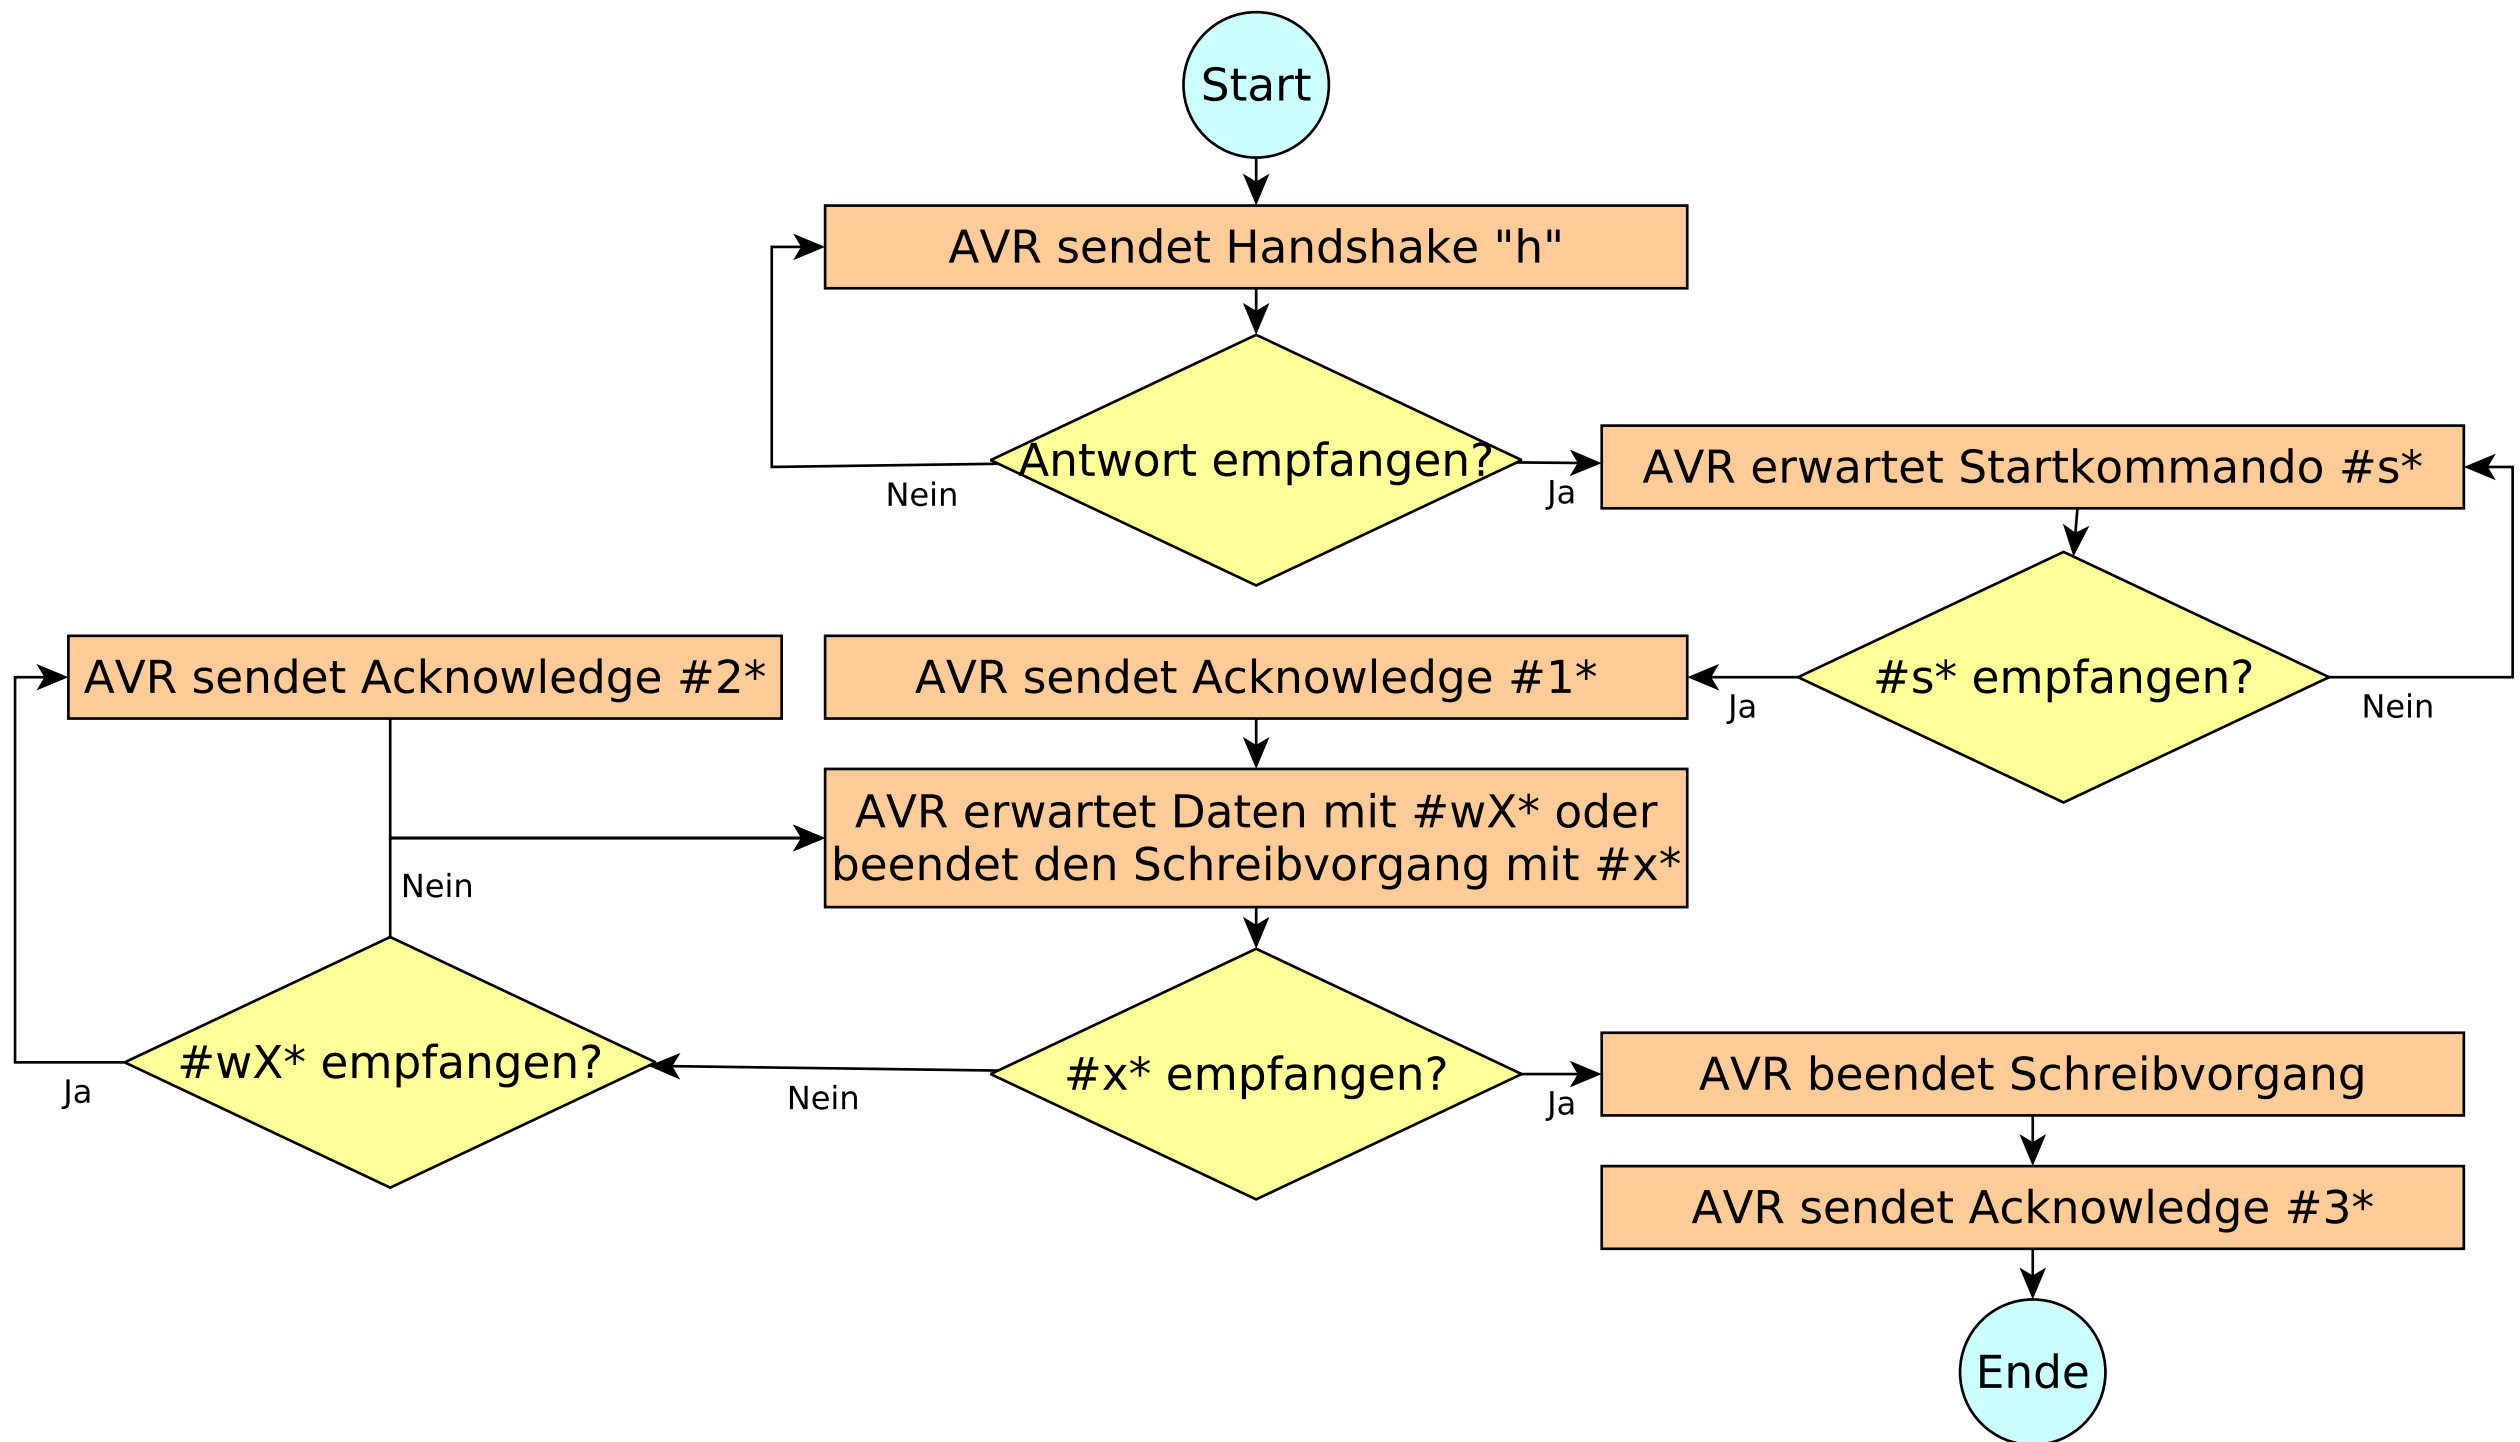 Start
AVR sendet Handshake "h"
Antwort empfangen?
Nein
Ja
AVR erwartet Startkommando #s*
#s* empfangen?
Ja
Nein
AVR sendet Acknowledge #2*
AVR sendet Acknowledge #1*
AVR erwartet Daten mit #wX* oder
beendet den Schreibvorgang mit #x*
Nein
#wX* empfangen?
Ja
Nein
#x* empfangen?
Ja
AVR beendet Schreibvorgang
AVR sendet Acknowledge #3*
Ende